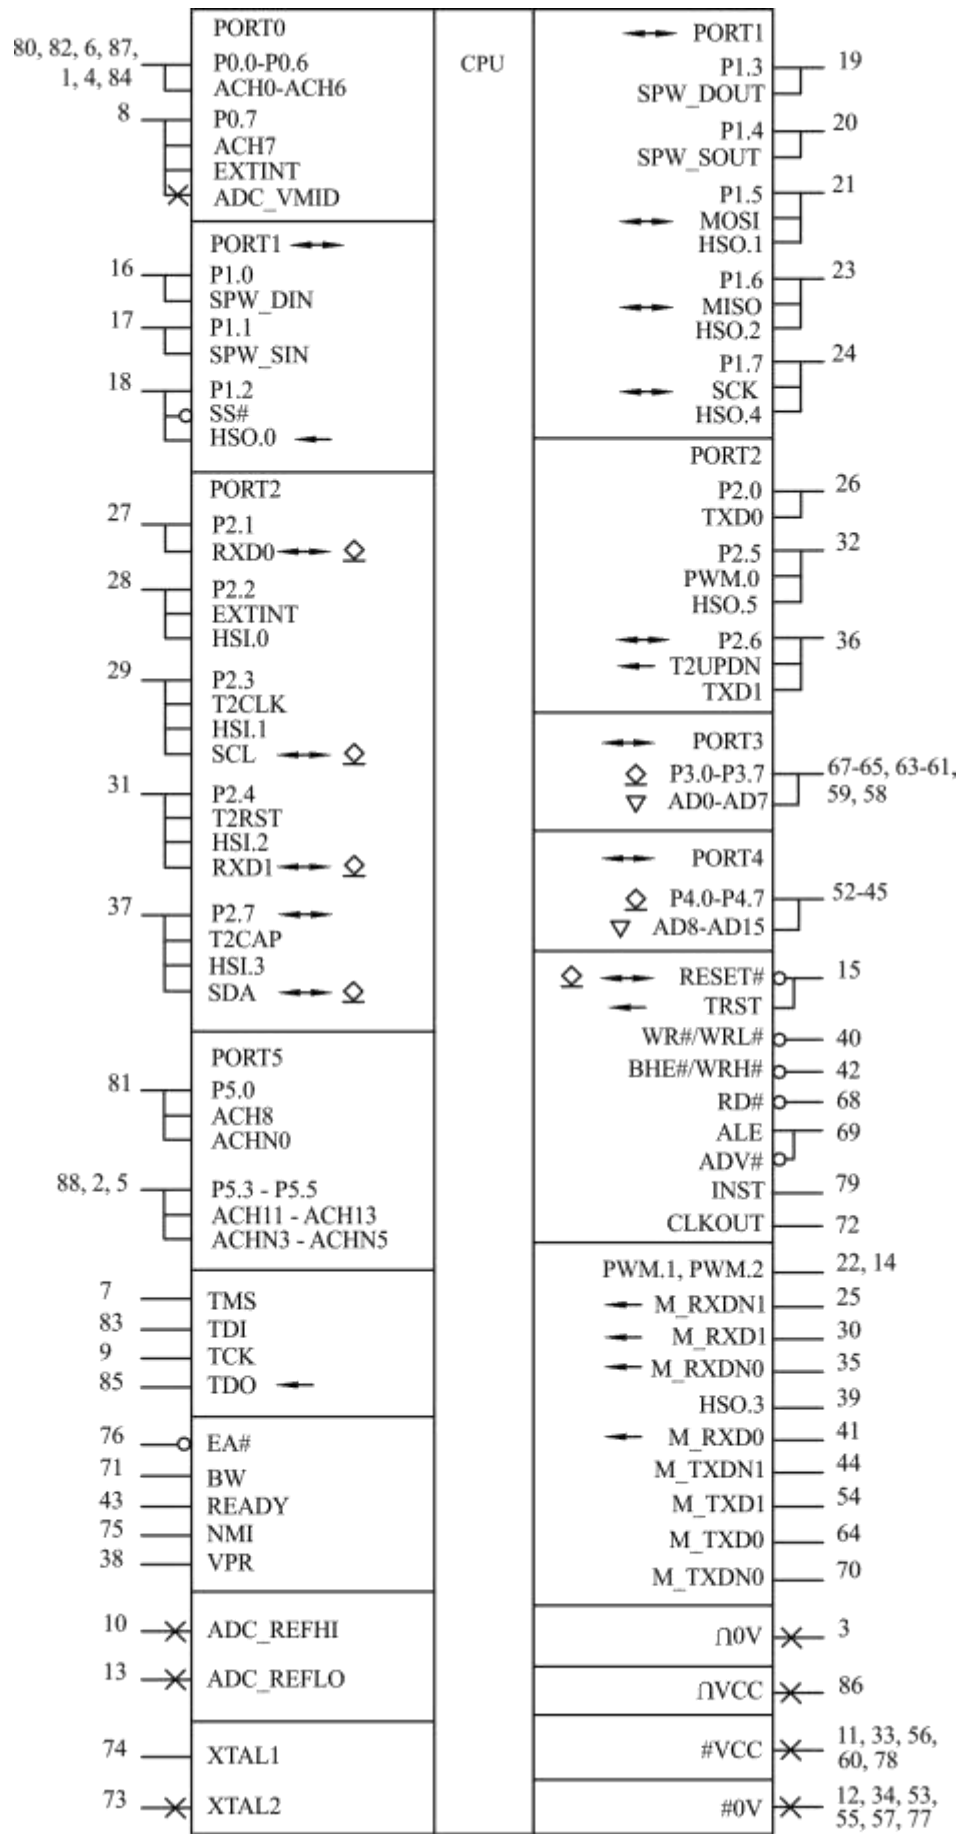 PORT0
80, 82, 6, 87,
1, 4, 84
P0.0-P0.6
ACH0-ACH6
8
P0.7
ACH7
EXTINT
ADC_VMID
PORT1
16
P1.0
SPW_DIN
17
P1.1
SPW_SIN
18
P1.2
SS#
HSO.0
PORT2
27
P2.1
RXD0
28
P2.2
EXTINT
HSI.0
29
P2.3
T2CLK
HSI.1
SCL
31
P2.4
T2RST
HSI.2
RXD1
37
P2.7
T2CAP
HSI.3
SDA
PORT5
81
P5.0
ACH8
ACHN0
88, 2, 5
P5.3 - P5.5
ACH11 - ACH13
ACHN3 - ACHN5
7
TMS
83
TDI
9
TCK
85
TDO
76
EA#
71
BW
43
READY
75
NMI
38
VPR
10
ADC_REFHI
13
ADC_REFLO
74
XTAL1
73
XTAL2
CPU
PORT1
P1.3
19
SPW_DOUT
P1.4
20
SPW_SOUT
P1.5
21
MOSI
HSO.1
P1.6
23
MISO
HSO.2
P1.7
24
SCK
HSO.4
PORT2
P2.0
26
TXD0
P2.5
32
PWM.0
HSO.5
P2.6
36
T2UPDN
TXD1
PORT3
P3.0-P3.7
67-65, 63-61,
59, 58
AD0-AD7
PORT4
P4.0-P4.7
52-45
AD8-AD15
RESET#
15
TRST
WR#/WRL#
40
BHE#/WRH#
42
RD#
68
ALE
69
ADV#
INST
79
CLKOUT
72
PWM.1, PWM.2
22, 14
M_RXDN1
25
M_RXD1
30
M_RXDN0
35
HSO.3
39
M_RXD0
41
M_TXDN1
44
M_TXD1
54
M_TXD0
64
M_TXDN0
70
∩0V
3
∩VCC
86
#VCC
11, 33, 56,
60, 78
#0V
12, 34, 53,
55, 57, 77